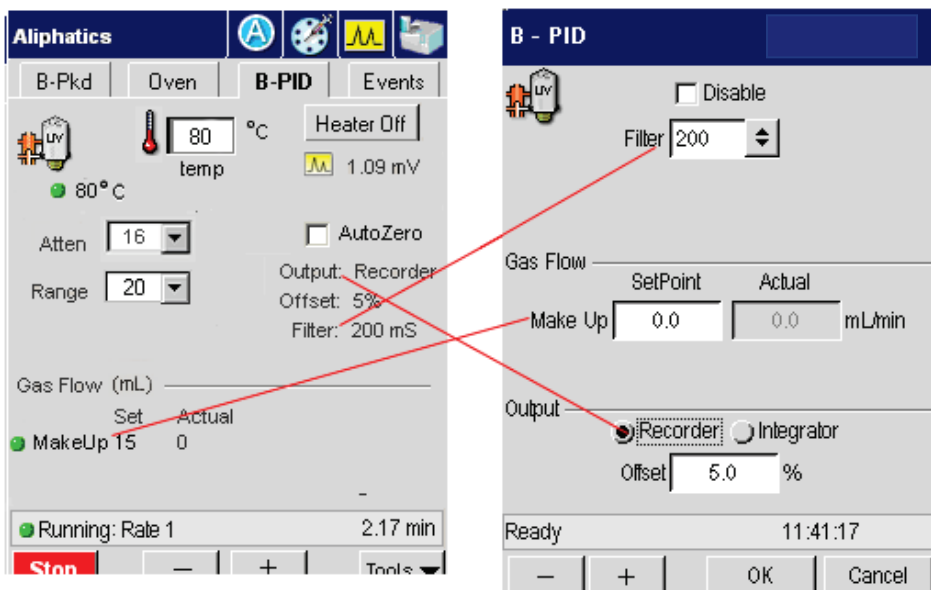 Aliphatics
A
B-Pkd Oven B-PID Events
UV
80 °C Heater Off
temp 1.09 mV
80°C
Atten 16 AutoZero
Output: Recorder
Range 20
Offset: 5%
Filter: 200 mS
Gas Flow (mL)
Set Actual
MakeUp 15 0
Running: Rate 1 2.17 min
Stop − + Tools
B - PID
UV
Disable
Filter 200
Gas Flow
SetPoint Actual
Make Up 0.0 0.0 mL/min
Output
Recorder Integrator
Offset 5.0 %
Ready 11:41:17
− + OK Cancel